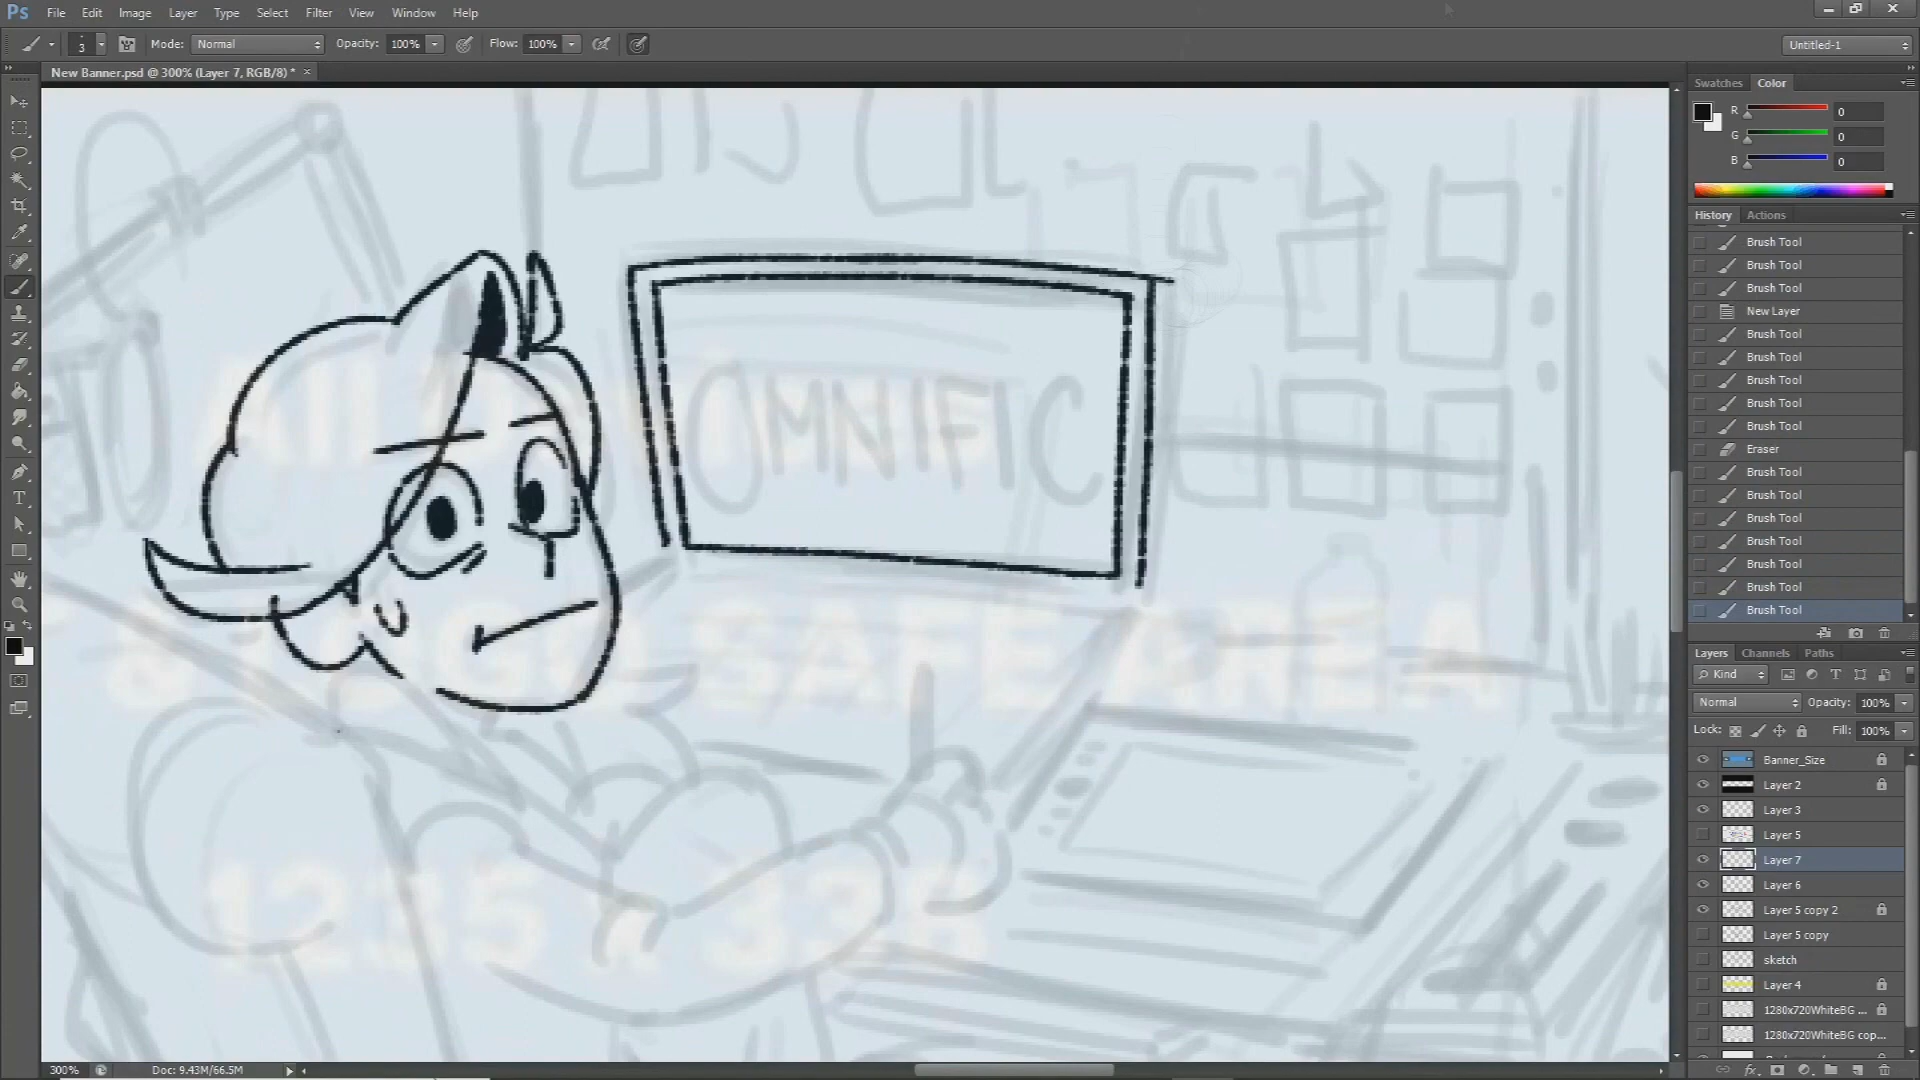 Ps File Edit Image Layer Type Select Filter View Window Help
3 Mode: Normal Opacity: 100% Flow: 100% Untitled-1
New Banner.psd @ 300% (Layer 7, RGB/8) * ×
Swatches Color
R 0
G 0
B 0
History Actions
Brush Tool
Brush Tool
Brush Tool
New Layer
Brush Tool
Brush Tool
Brush Tool
Brush Tool
Brush Tool
Eraser
Brush Tool
Brush Tool
Brush Tool
Brush Tool
Brush Tool
Brush Tool
Brush Tool
OMNIFIC
SAFE AREA
Layers Channels Paths
Kind
Normal Opacity: 100%
Lock: Fill: 100%
Banner_Size
Layer 2
Layer 3
Layer 5
Layer 7
Layer 6
Layer 5 copy 2
Layer 5 copy
sketch
Layer 4
1280x720WhiteBG ...
1280x720WhiteBG cop...
300% Doc: 9.43M/66.5M